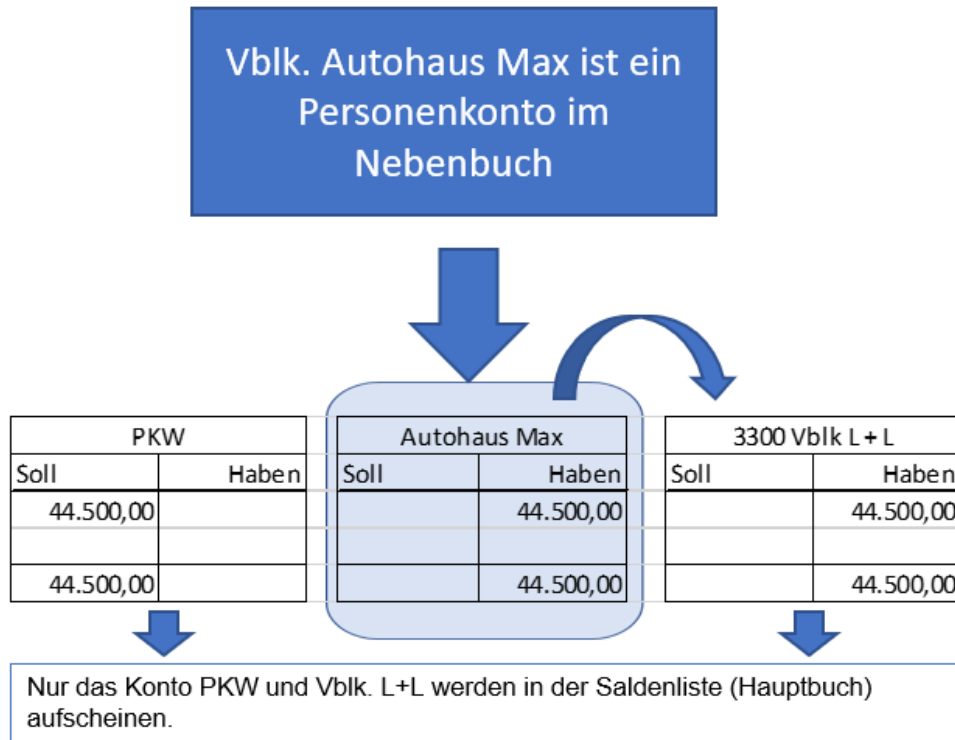 Vblk. Autohaus Max ist ein
Personenkonto im
Nebenbuch
PKW Autohaus Max 3300 Vblk L + L
Soll Haben Soll Haben Soll Haben
44.500,00 44.500,00 44.500,00
44.500,00 44.500,00 44.500,00
Nur das Konto PKW und Vblk. L+L werden in der Saldenliste (Hauptbuch)
aufscheinen.